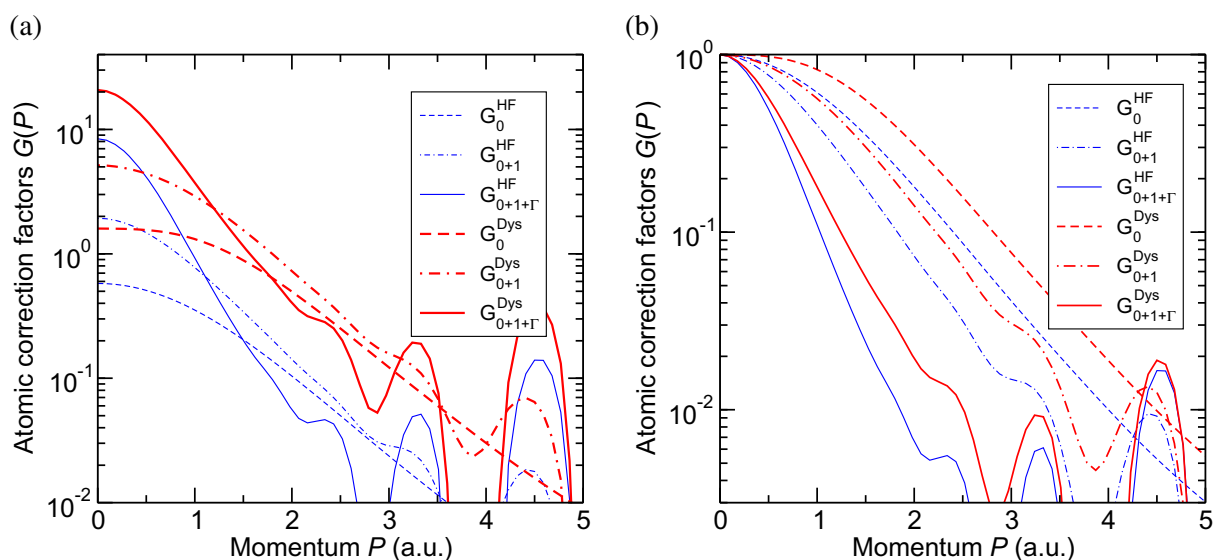 (a)
Atomic correction factors G(P)
10^1
10^0
10^-1
10^-2
G_0^HF
G_0+1^HF
G_0+1+Γ^HF
G_0^Dys
G_0+1^Dys
G_0+1+Γ^Dys
0 1 2 3 4 5
Momentum P (a.u.)
(b)
Atomic correction factors G(P)
10^0
10^-1
10^-2
G_0^HF
G_0+1^HF
G_0+1+Γ^HF
G_0^Dys
G_0+1^Dys
G_0+1+Γ^Dys
0 1 2 3 4 5
Momentum P (a.u.)